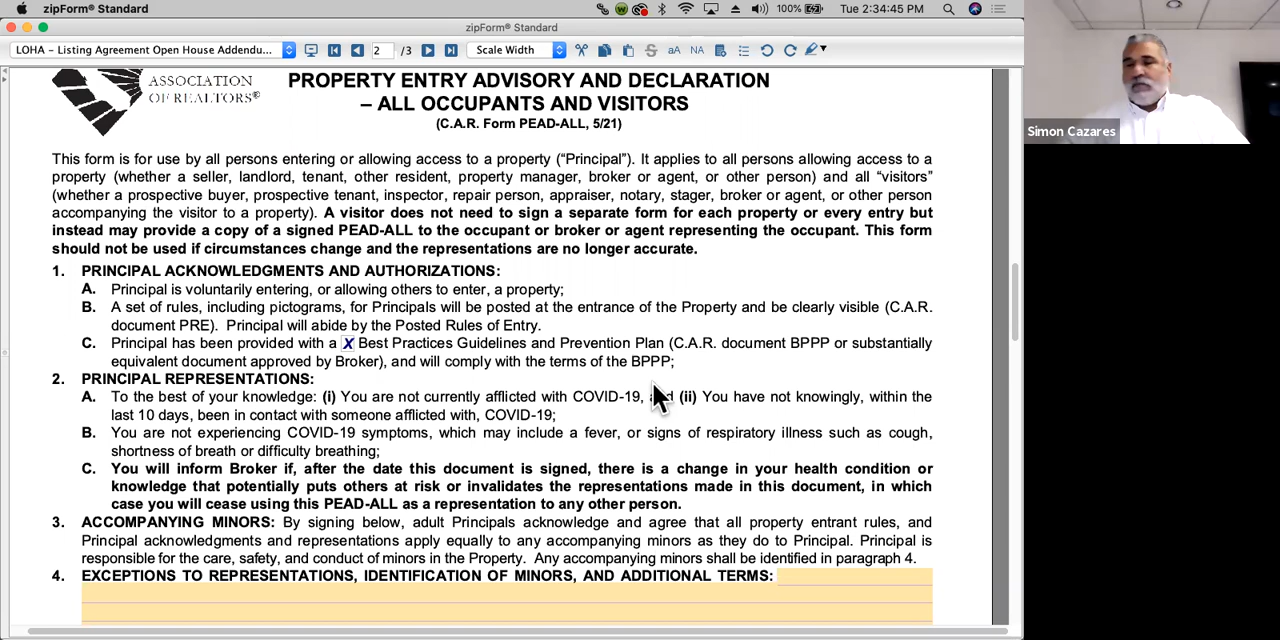 zipForm® Standard
100%
Tue 2:34:45 PM
zipForm® Standard
LOHA - Listing Agreement Open House Addendu...
2 /3
Scale Width
aA NA
ASSOCIATION
OF REALTORS®
PROPERTY ENTRY ADVISORY AND DECLARATION
– ALL OCCUPANTS AND VISITORS
(C.A.R. Form PEAD-ALL, 5/21)
This form is for use by all persons entering or allowing access to a property (“Principal”). It applies to all persons allowing access to a
property (whether a seller, landlord, tenant, other resident, property manager, broker or agent, or other person) and all “visitors”
(whether a prospective buyer, prospective tenant, inspector, repair person, appraiser, notary, stager, broker or agent, or other person
accompanying the visitor to a property). A visitor does not need to sign a separate form for each property or every entry but
instead may provide a copy of a signed PEAD-ALL to the occupant or broker or agent representing the occupant. This form
should not be used if circumstances change and the representations are no longer accurate.
1. PRINCIPAL ACKNOWLEDGMENTS AND AUTHORIZATIONS:
A. Principal is voluntarily entering, or allowing others to enter, a property;
B. A set of rules, including pictograms, for Principals will be posted at the entrance of the Property and be clearly visible (C.A.R.
document PRE). Principal will abide by the Posted Rules of Entry.
C. Principal has been provided with a X Best Practices Guidelines and Prevention Plan (C.A.R. document BPPP or substantially
equivalent document approved by Broker), and will comply with the terms of the BPPP;
2. PRINCIPAL REPRESENTATIONS:
A. To the best of your knowledge: (i) You are not currently afflicted with COVID-19, (ii) You have not knowingly, within the
last 10 days, been in contact with someone afflicted with, COVID-19;
B. You are not experiencing COVID-19 symptoms, which may include a fever, or signs of respiratory illness such as cough,
shortness of breath or difficulty breathing;
C. You will inform Broker if, after the date this document is signed, there is a change in your health condition or
knowledge that potentially puts others at risk or invalidates the representations made in this document, in which
case you will cease using this PEAD-ALL as a representation to any other person.
3. ACCOMPANYING MINORS: By signing below, adult Principals acknowledge and agree that all property entrant rules, and
Principal acknowledgments and representations apply equally to any accompanying minors as they do to Principal. Principal is
responsible for the care, safety, and conduct of minors in the Property. Any accompanying minors shall be identified in paragraph 4.
4. EXCEPTIONS TO REPRESENTATIONS, IDENTIFICATION OF MINORS, AND ADDITIONAL TERMS:
Simon Cazares